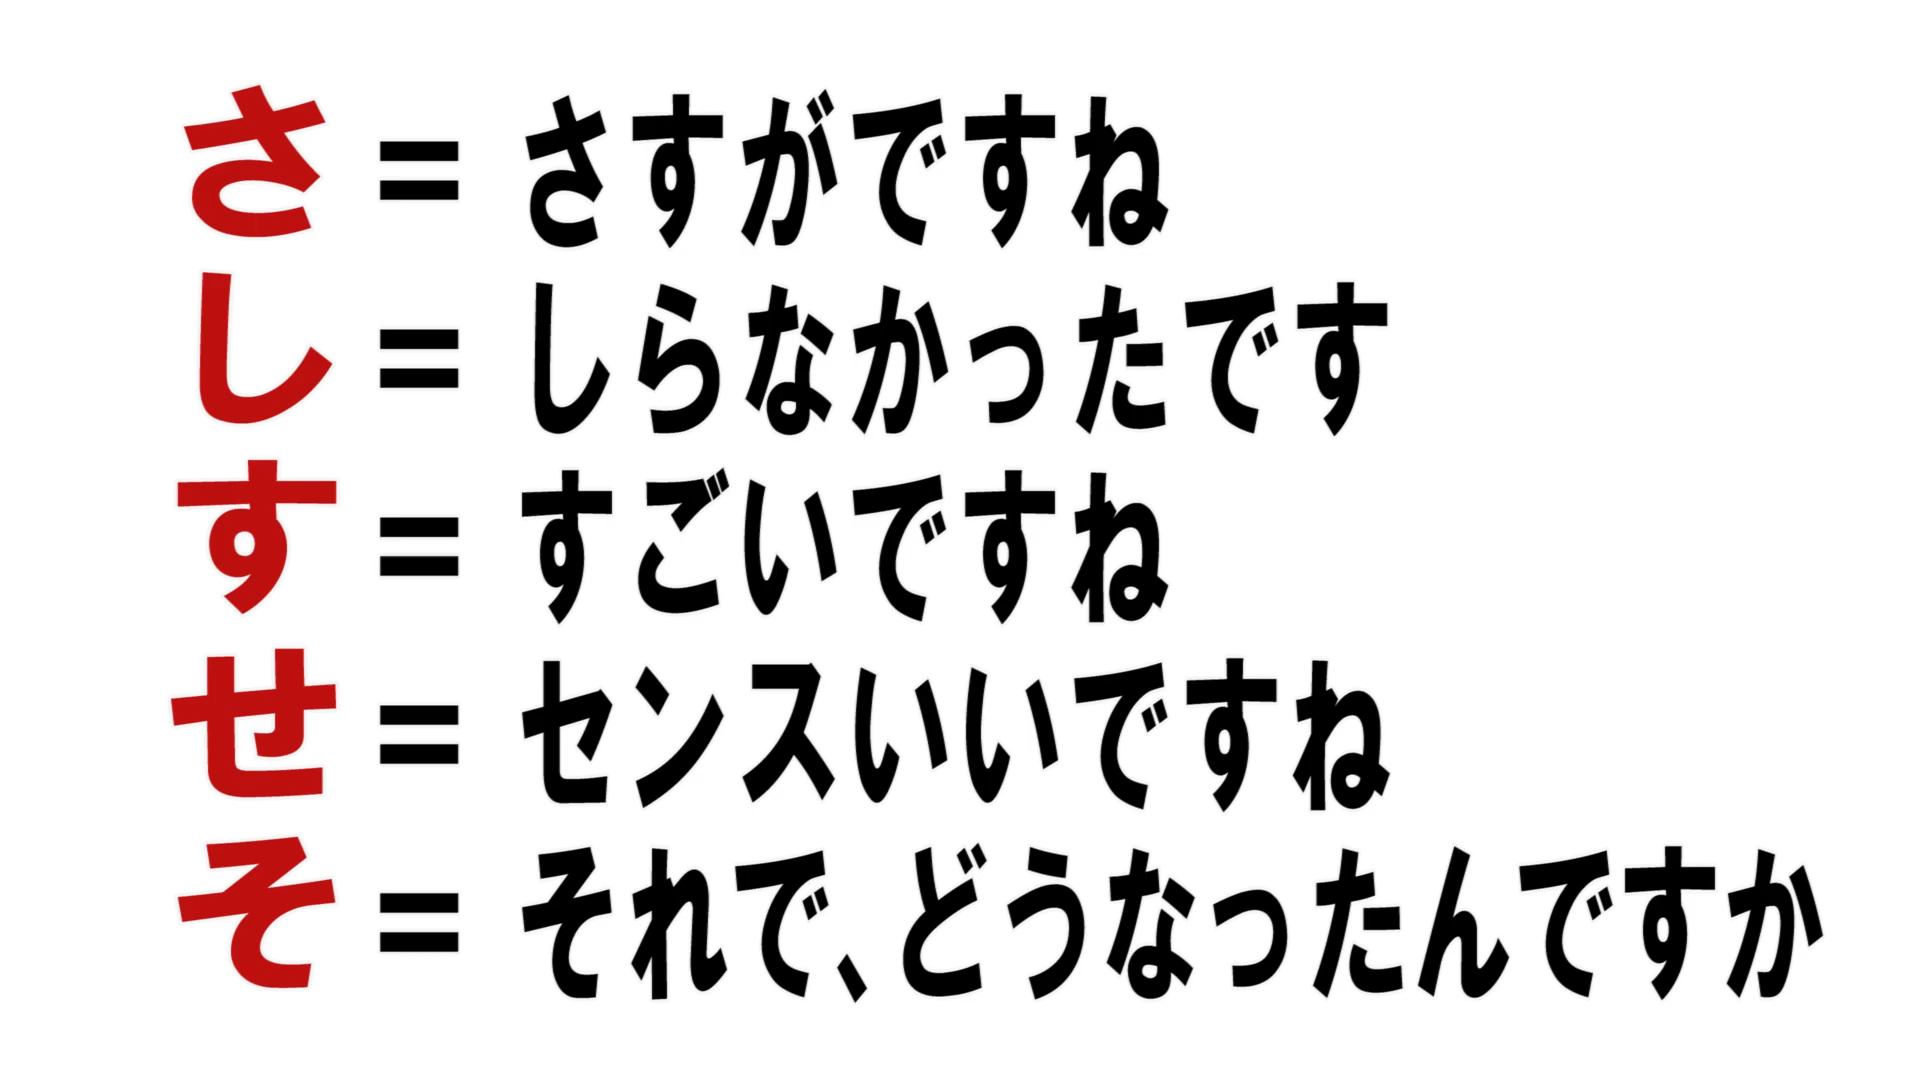 さ = さすがですね
し = しらなかったです
す = すごいですね
せ = センスいいですね
そ = それで、どうなったんですか